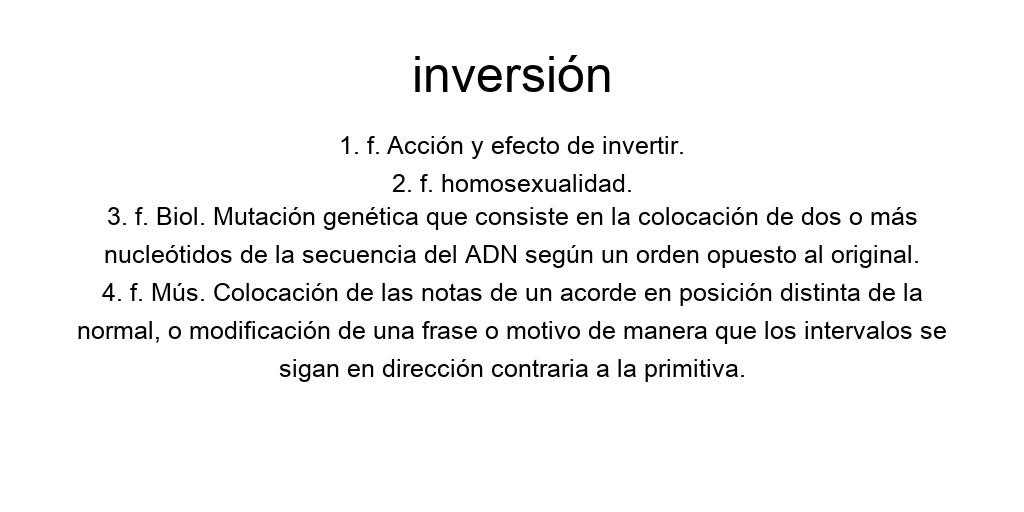 inversión
1. f. Acción y efecto de invertir.
2. f. homosexualidad.
3. f. Biol. Mutación genética que consiste en la colocación de dos o más
nucleótidos de la secuencia del ADN según un orden opuesto al original.
4. f. Mús. Colocación de las notas de un acorde en posición distinta de la
normal, o modificación de una frase o motivo de manera que los intervalos se
sigan en dirección contraria a la primitiva.